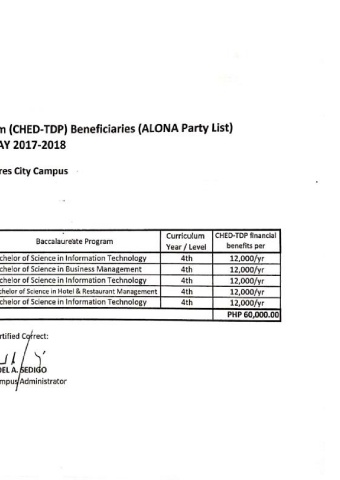 m (CHED-TDP) Beneficiaries (ALONA Party List)
AY 2017-2018
res City Campus
Baccalaureate Program Curriculum Year / Level CHED-TDP financial benefits per
chelor of Science in Information Technology 4th 12,000/yr
chelor of Science in Business Management 4th 12,000/yr
chelor of Science in Information Technology 4th 12,000/yr
chelor of Science in Hotel & Restaurant Management 4th 12,000/yr
chelor of Science in Information Technology 4th 12,000/yr
PHP 60,000.00
rtified Correct:
DEL A. SEDIGO
mpus Administrator